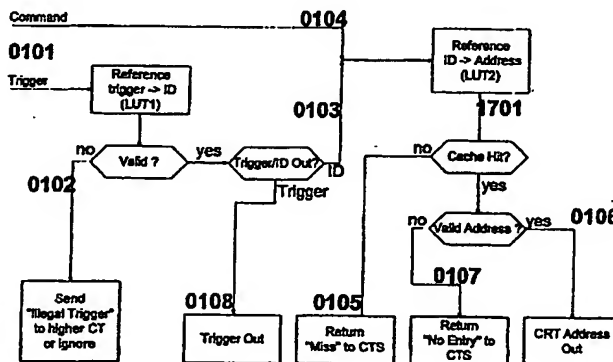 Command
0104
0101
Trigger
Reference
trigger -> ID
(LUT1)
Reference
ID -> Address
(LUT2)
0103
1701
no
Valid ?
yes
Trigger/ID Out?
ID
Trigger
no
Cache Hit?
yes
0102
no
Valid Address ?
yes
0106
0107
0108
0105
Send
"Illegal Trigger"
to higher CT
or ignore
Trigger Out
Return
"Miss" to CTS
Return
"No Entry" to
CTS
CRT Address
Out